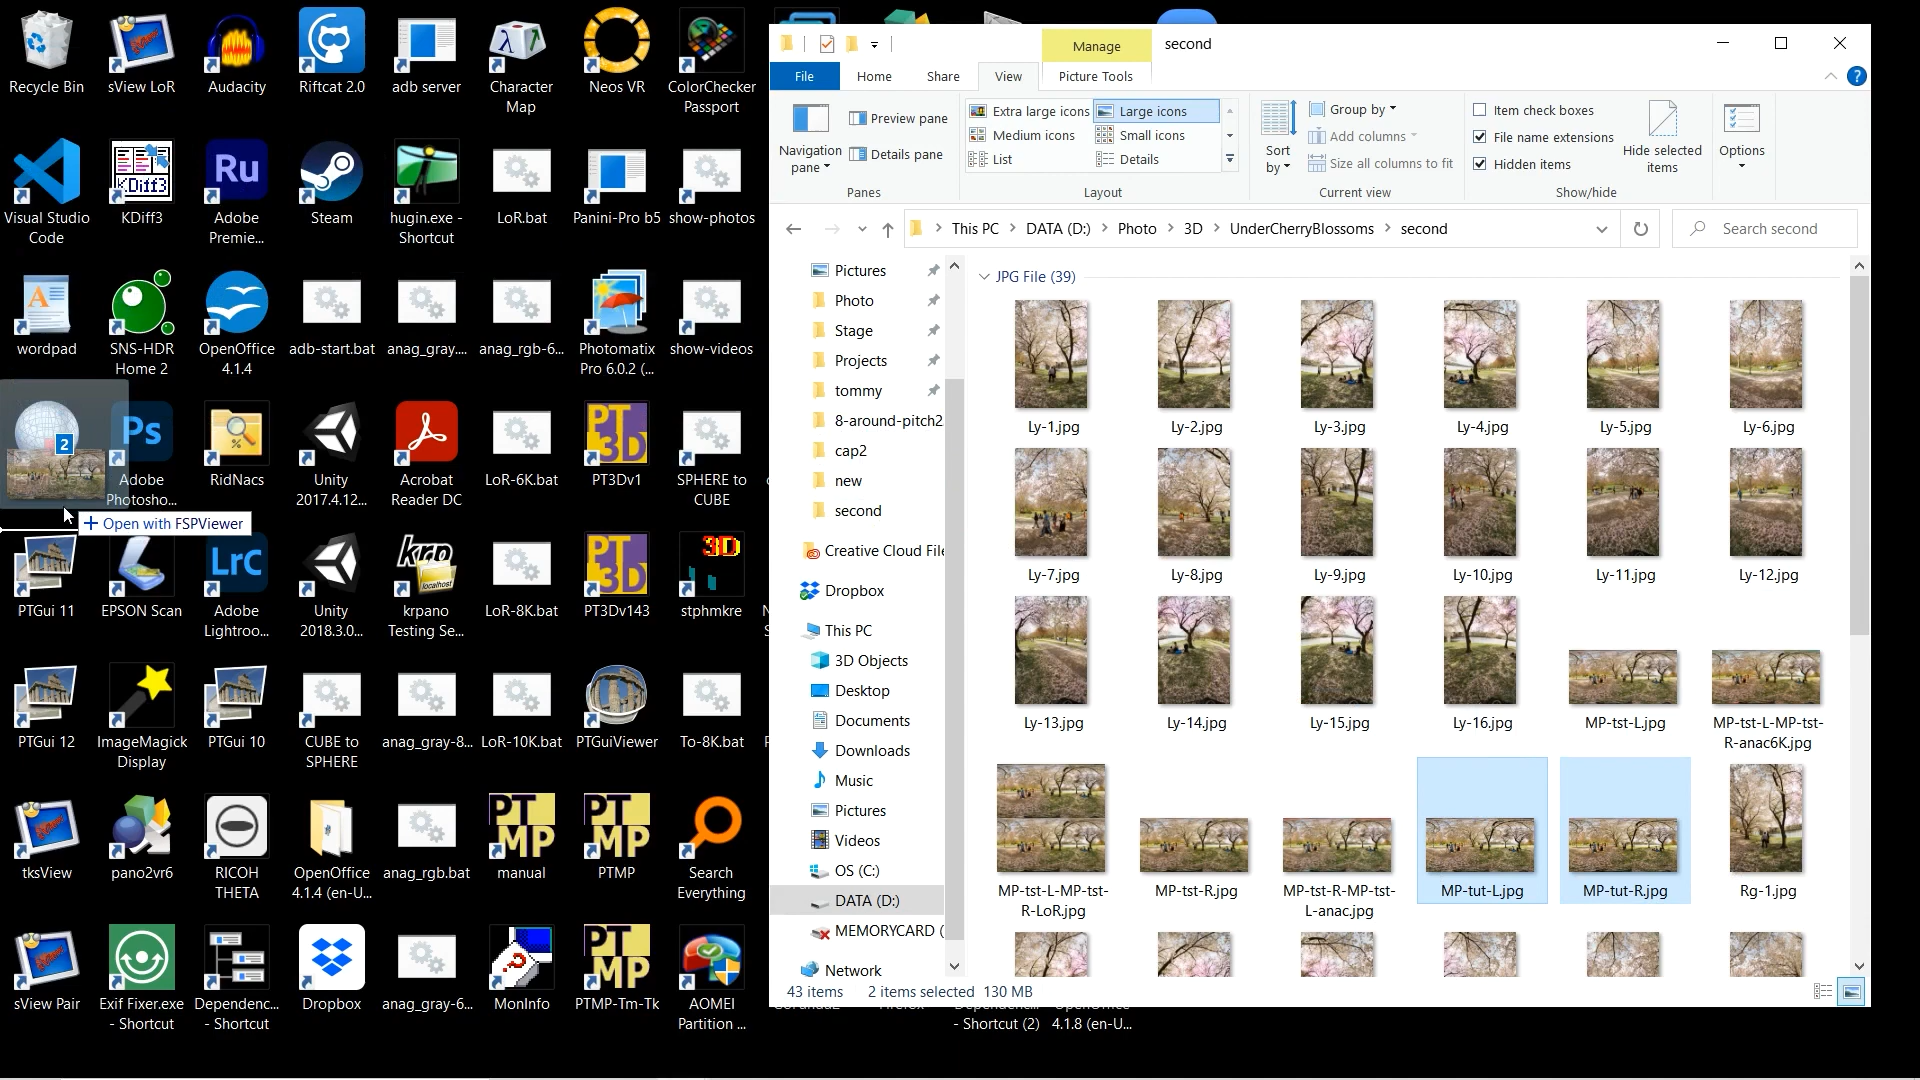 Recycle Bin
sView LoR
Audacity
Riftcat 2.0
adb server
Character
Map
Neos VR
ColorChecker
Passport
Visual Studio
Code
KDiff3
Ru
Adobe
Premie...
Steam
hugin.exe -
Shortcut
LoR.bat
Panini-Pro b5
show-photos
wordpad
SNS-HDR
Home 2
OpenOffice
4.1.4
adb-start.bat
anag_gray....
anag_rgb-6...
Photomatix
Pro 6.0.2 (...
show-videos
2
Open with FSPViewer
Ps
Adobe
Photosho...
RidNacs
Unity
2017.4.12...
Acrobat
Reader DC
LoR-6K.bat
PT
3D
PT3Dv1
SPHERE to
CUBE
PTGui 11
EPSON Scan
LrC
Adobe
Lightroo...
Unity
2018.3.0...
krp
localhost
krpano
Testing Se...
LoR-8K.bat
PT
3D
PT3Dv143
3D
stphmkre
PTGui 12
ImageMagick
Display
PTGui 10
CUBE to
SPHERE
anag_gray-8...
LoR-10K.bat
PTGuiViewer
To-8K.bat
tksView
pano2vr6
RICOH
THETA
OpenOffice
4.1.4 (en-U...
anag_rgb.bat
PT
MP
manual
PT
MP
PTMP
Search
Everything
sView Pair
Exif Fixer.exe
- Shortcut
Dependenc...
- Shortcut
Dropbox
anag_gray-6...
MonInfo
PT
MP
PTMP-Tm-Tk
AOMEI
Partition ...
- Shortcut (2)
4.1.8 (en-U...
Manage
second
File
Home
Share
View
Picture Tools
Navigation
pane
Preview pane
Details pane
Panes
Extra large icons
Large icons
Medium icons
Small icons
List
Details
Layout
Sort
by
Group by
Add columns
Size all columns to fit
Current view
Item check boxes
File name extensions
Hidden items
Hide selected
items
Show/hide
Options
This PC
DATA (D:)
Photo
3D
UnderCherryBlossoms
second
Search second
Pictures
Photo
Stage
Projects
tommy
8-around-pitch2
cap2
new
second
Creative Cloud File
Dropbox
This PC
3D Objects
Desktop
Documents
Downloads
Music
Pictures
Videos
OS (C:)
DATA (D:)
MEMORYCARD (
Network
JPG File (39)
Ly-1.jpg
Ly-2.jpg
Ly-3.jpg
Ly-4.jpg
Ly-5.jpg
Ly-6.jpg
Ly-7.jpg
Ly-8.jpg
Ly-9.jpg
Ly-10.jpg
Ly-11.jpg
Ly-12.jpg
Ly-13.jpg
Ly-14.jpg
Ly-15.jpg
Ly-16.jpg
MP-tst-L.jpg
MP-tst-L-MP-tst-
R-anac6K.jpg
MP-tst-L-MP-tst-
R-LoR.jpg
MP-tst-R.jpg
MP-tst-R-MP-tst-
L-anac.jpg
MP-tut-L.jpg
MP-tut-R.jpg
Rg-1.jpg
43 items
2 items selected
130 MB